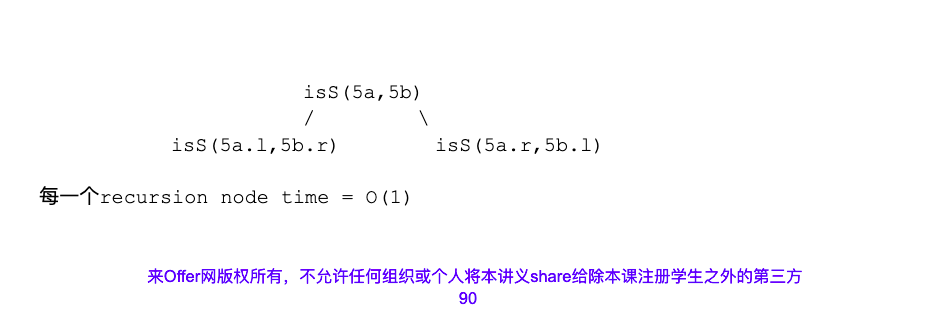 isS(5a,5b)
/ \
isS(5a.l,5b.r) isS(5a.r,5b.l)
每一个recursion node time = O(1)
来Offer网版权所有，不允许任何组织或个人将本讲义share给除本课注册学生之外的第三方
90